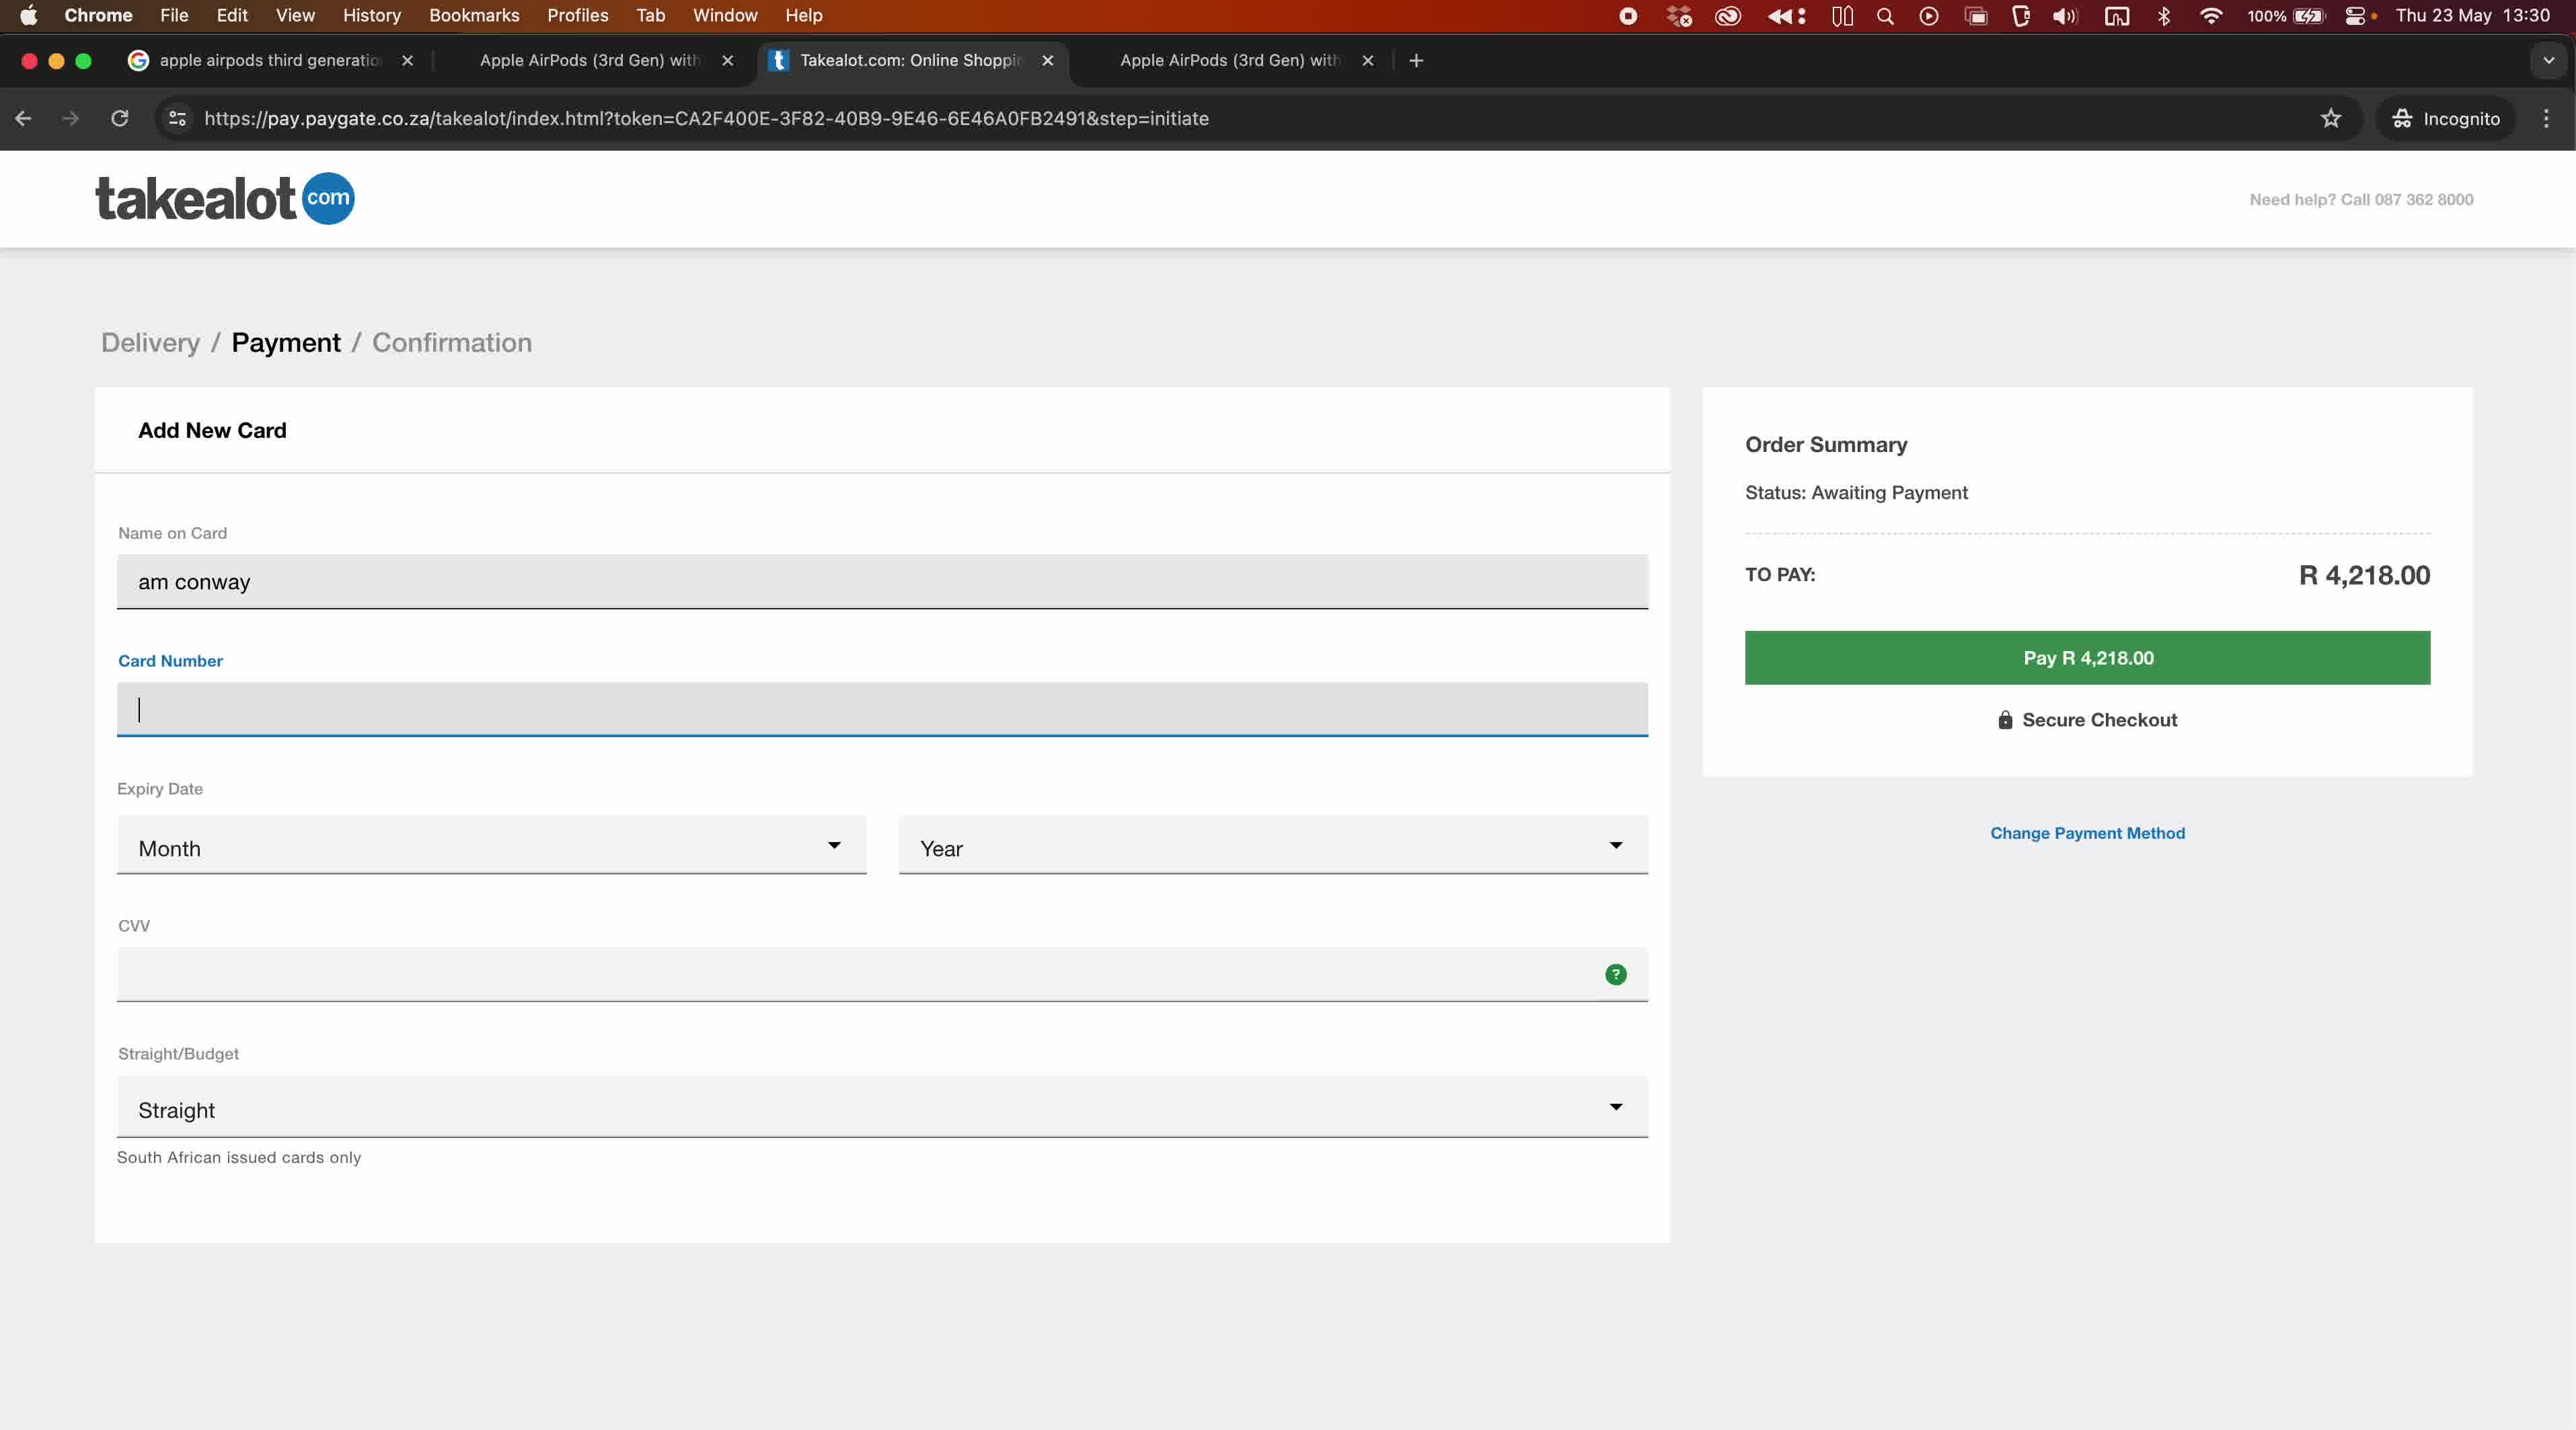 Chrome File Edit View History Bookmarks Profiles Tab Window Help 100% Thu 23 May 13:30
apple airpods third generatio Apple AirPods (3rd Gen) with Takealot.com: Online Shoppin Apple AirPods (3rd Gen) with
https://pay.paygate.co.za/takealot/index.html?token=CA2F400E-3F82-40B9-9E46-6E46A0FB2491&step=initiate Incognito
takealot com
Need help? Call 087 362 8000
Delivery / Payment / Confirmation
Add New Card
Name on Card
am conway
Card Number
Expiry Date
Month Year
CVV
?
Straight/Budget
Straight
South African issued cards only
Order Summary
Status: Awaiting Payment
TO PAY: R 4,218.00
Pay R 4,218.00
Secure Checkout
Change Payment Method